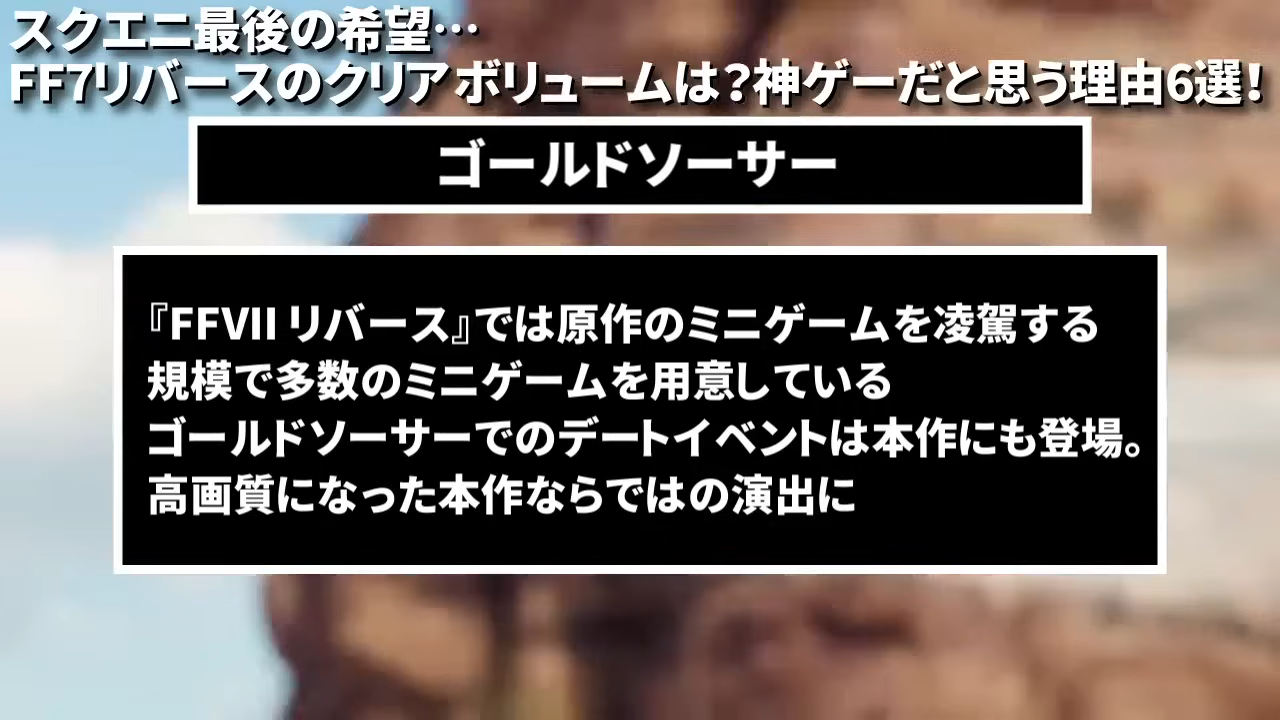 スクエニ最後の希望…
FF7リバースのクリアボリュームは？神ゲーだと思う理由6選！
ゴールドソーサー
『FFVII リバース』では原作のミニゲームを凌駕する
規模で多数のミニゲームを用意している
ゴールドソーサーでのデートイベントは本作にも登場。
高画質になった本作ならではの演出に